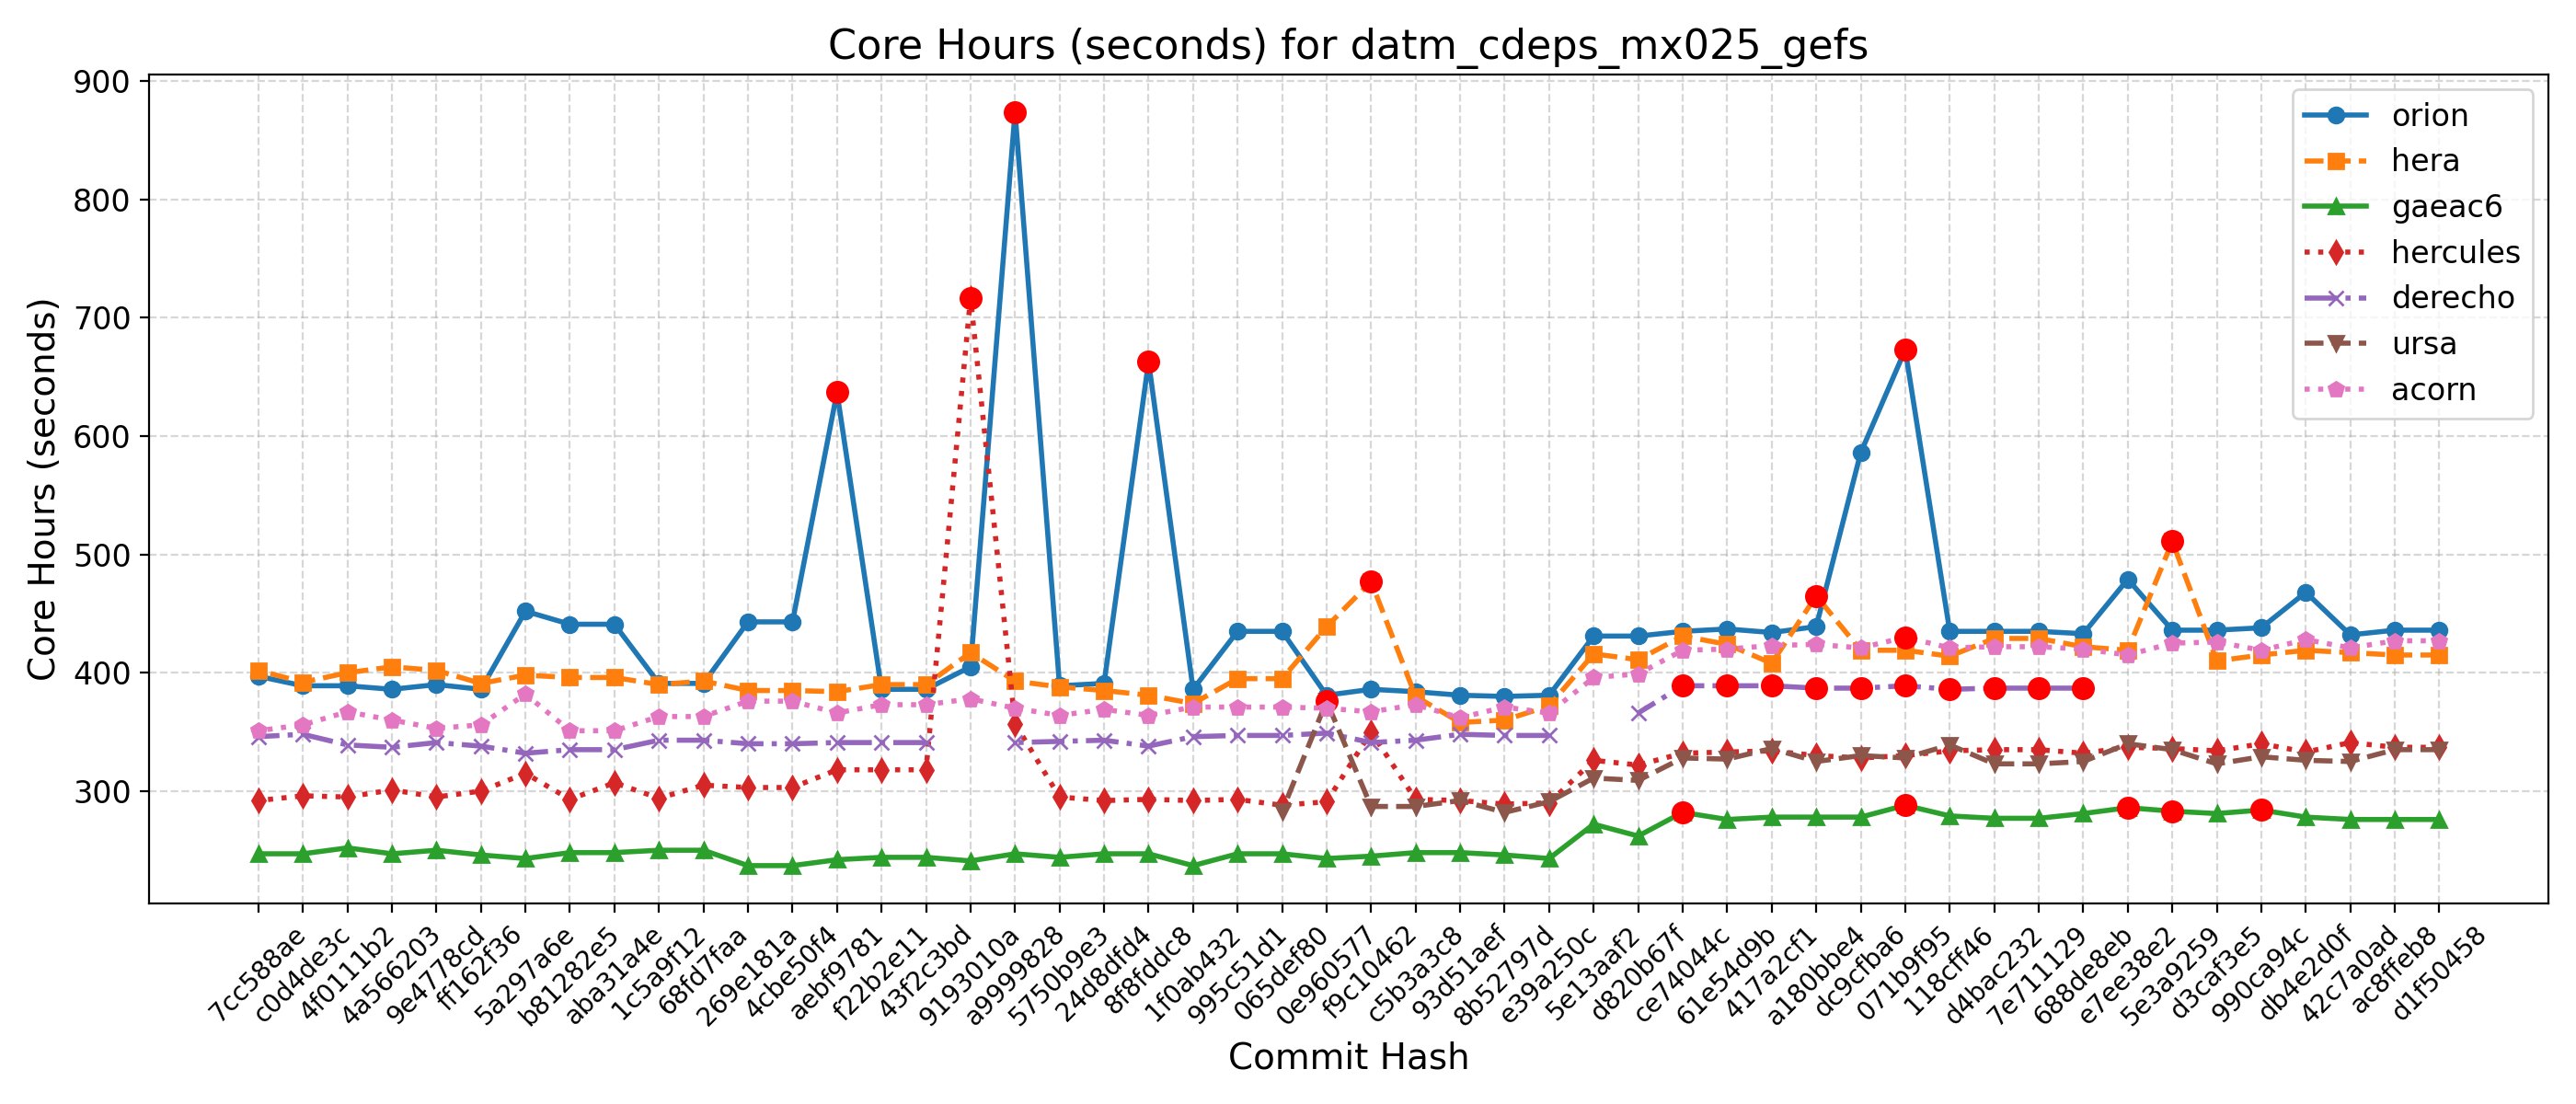 Core Hours (seconds) for datm_cdeps_mx025_gefs
Core Hours (seconds)
900
800
700
600
500
400
300
orion
hera
gaeac6
hercules
derecho
ursa
acorn
7cc588ae
c0d4de3c
4f0111b2
4a566203
9e4778cd
ff162f36
5a297a6e
b81282e5
aba31a4e
1c5a9f12
68fd7faa
269e181a
4cbe50f4
aebf9781
f22b2e11
43f2c3bd
9193010a
a9999828
5750b9e3
24d8dfd4
8f8fddc8
1f0ab432
995c51d1
065def80
0e960577
f9c10462
c5b3a3c8
93d51aef
8b52797d
e39a250c
5e13aaf2
d820b67f
ce74044c
61e54d9b
417a2cf1
a180bbe4
dc9cfba6
071b9f95
118cff46
d4bac232
7e711129
688de8eb
e7ee38e2
5e3a9259
d3caf3e5
990ca94c
db4e2d0f
42c7a0ad
ac8ffeb8
d1f50458
Commit Hash